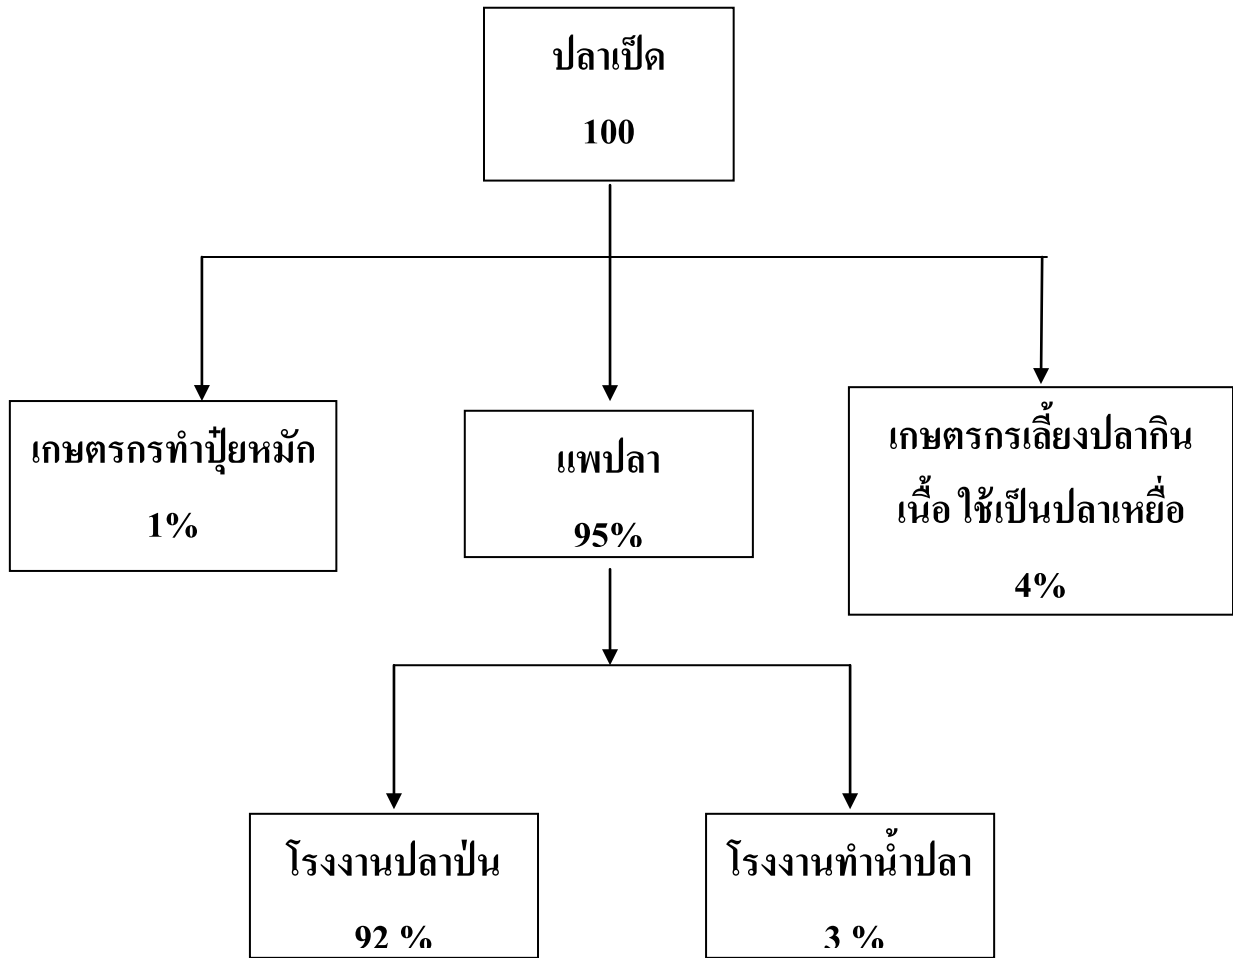 ปลาเป็ด
100
เกษตรกรทำปุ๋ยหมัก
1%
แพปลา
95%
เกษตรกรเลี้ยงปลากิน
เนื้อ ใช้เป็นปลาเหยื่อ
4%
โรงงานปลาป่น
92 %
โรงงานทำน้ำปลา
3 %